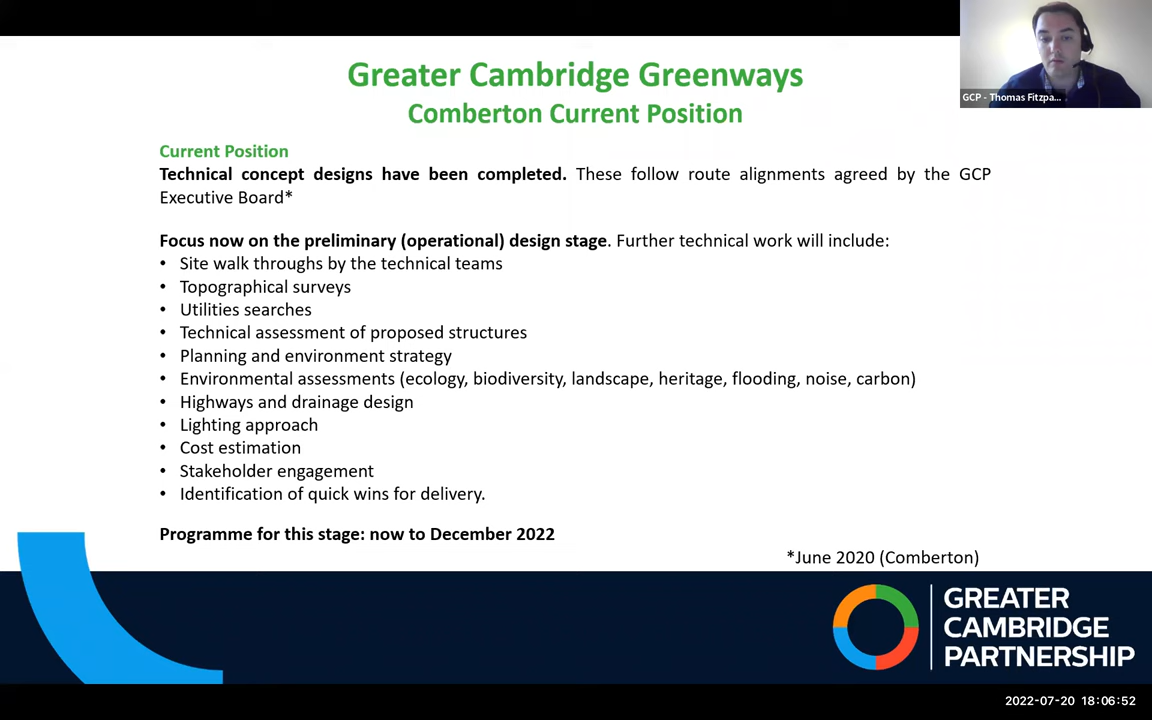 Greater Cambridge Greenways
Comberton Current Position
GCP - Thomas Fitzpa...
Current Position
Technical concept designs have been completed. These follow route alignments agreed by the GCP
Executive Board*
Focus now on the preliminary (operational) design stage. Further technical work will include:
• Site walk throughs by the technical teams
• Topographical surveys
• Utilities searches
• Technical assessment of proposed structures
• Planning and environment strategy
• Environmental assessments (ecology, biodiversity, landscape, heritage, flooding, noise, carbon)
• Highways and drainage design
• Lighting approach
• Cost estimation
• Stakeholder engagement
• Identification of quick wins for delivery.
Programme for this stage: now to December 2022
*June 2020 (Comberton)
GREATER
CAMBRIDGE
PARTNERSHIP
2022-07-20 18:06:52